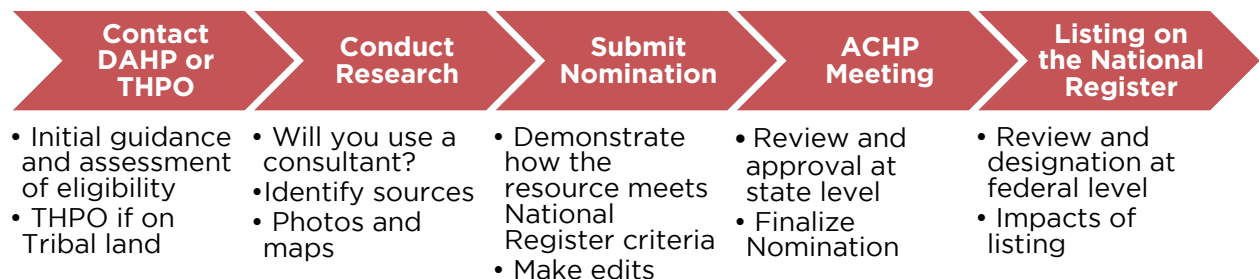 Contact
DAHP or
THPO
Conduct
Research
Submit
Nomination
ACHP
Meeting
Listing on
the National
Register
• Initial guidance
and assessment
of eligibility
• THPO if on
Tribal land
• Will you use a
consultant?
•Identify sources
• Photos and
maps
• Demonstrate
how the
resource meets
National
Register criteria
• Make edits
• Review and
approval at
state level
• Finalize
Nomination
• Review and
designation at
federal level
• Impacts of
listing